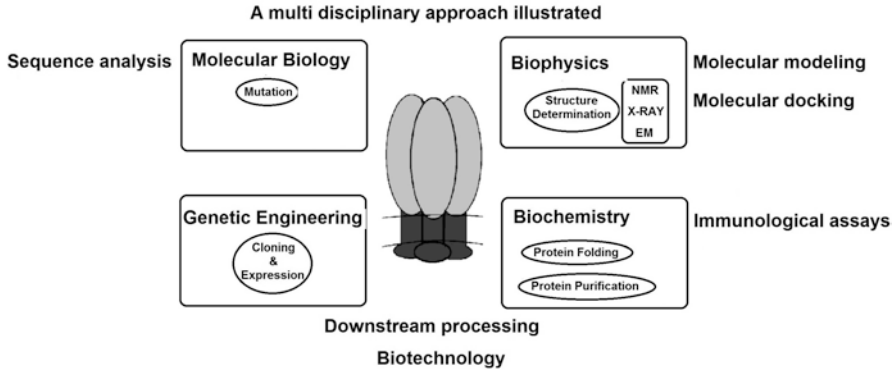 A multi disciplinary approach illustrated
Sequence analysis
Molecular Biology
Mutation
Biophysics
Structure
Determination
NMR
X-RAY
EM
Molecular modeling
Molecular docking
Genetic Engineering
Cloning
&
Expression
Biochemistry
Protein Folding
Protein Purification
Immunological assays
Downstream processing
Biotechnology